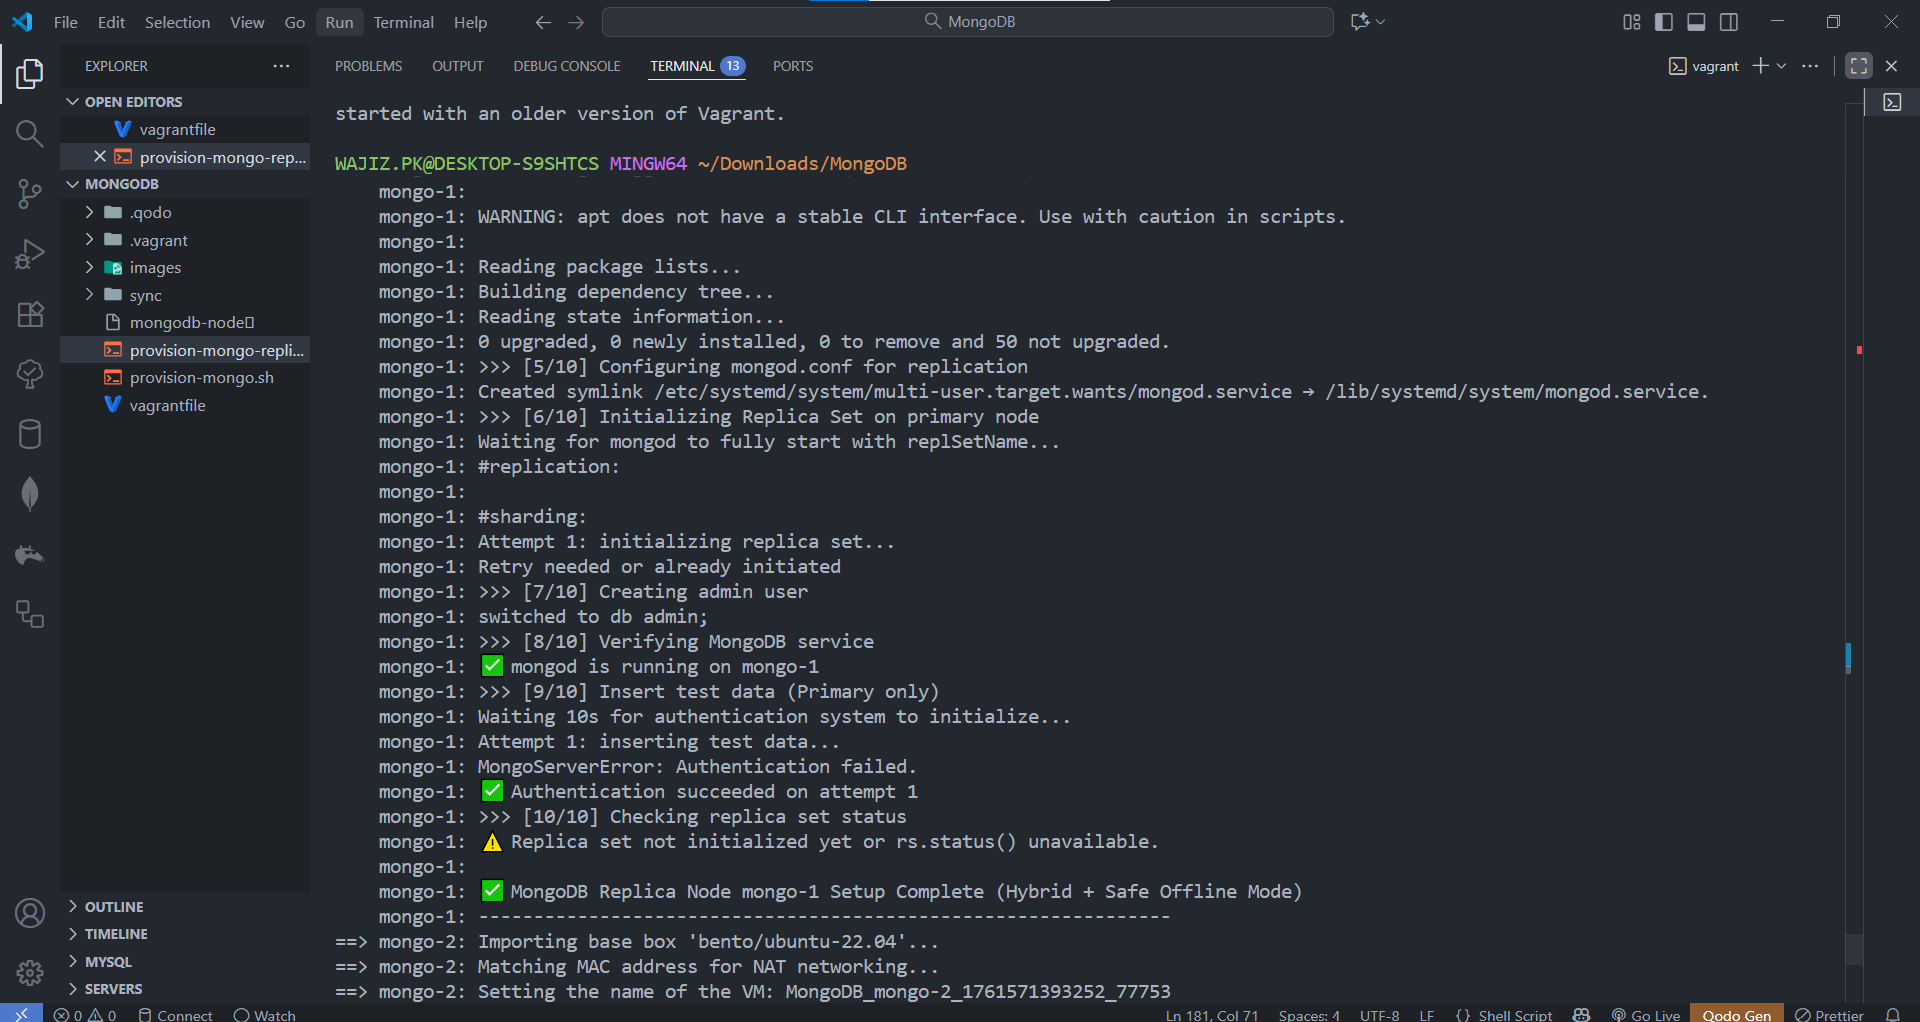 File Edit Selection View Go Run Terminal Help
MongoDB
EXPLORER
OPEN EDITORS
vagrantfile
provision-mongo-rep...
MONGODB
.qodo
.vagrant
images
sync
mongodb-node
provision-mongo-repli...
provision-mongo.sh
vagrantfile
OUTLINE
TIMELINE
MYSQL
SERVERS
PROBLEMS OUTPUT DEBUG CONSOLE TERMINAL 13 PORTS
vagrant
started with an older version of Vagrant.
WAJIZ.PK@DESKTOP-S9SHTCS MINGW64 ~/Downloads/MongoDB
mongo-1:
mongo-1: WARNING: apt does not have a stable CLI interface. Use with caution in scripts.
mongo-1:
mongo-1: Reading package lists...
mongo-1: Building dependency tree...
mongo-1: Reading state information...
mongo-1: 0 upgraded, 0 newly installed, 0 to remove and 50 not upgraded.
mongo-1: >>> [5/10] Configuring mongod.conf for replication
mongo-1: Created symlink /etc/systemd/system/multi-user.target.wants/mongod.service → /lib/systemd/system/mongod.service.
mongo-1: >>> [6/10] Initializing Replica Set on primary node
mongo-1: Waiting for mongod to fully start with replSetName...
mongo-1: #replication:
mongo-1:
mongo-1: #sharding:
mongo-1: Attempt 1: initializing replica set...
mongo-1: Retry needed or already initiated
mongo-1: >>> [7/10] Creating admin user
mongo-1: switched to db admin;
mongo-1: >>> [8/10] Verifying MongoDB service
mongo-1: ✅ mongod is running on mongo-1
mongo-1: >>> [9/10] Insert test data (Primary only)
mongo-1: Waiting 10s for authentication system to initialize...
mongo-1: Attempt 1: inserting test data...
mongo-1: MongoServerError: Authentication failed.
mongo-1: ✅ Authentication succeeded on attempt 1
mongo-1: >>> [10/10] Checking replica set status
mongo-1: ⚠️ Replica set not initialized yet or rs.status() unavailable.
mongo-1:
mongo-1: ✅ MongoDB Replica Node mongo-1 Setup Complete (Hybrid + Safe Offline Mode)
mongo-1: ---------------------------------------------------------------
==> mongo-2: Importing base box 'bento/ubuntu-22.04'...
==> mongo-2: Matching MAC address for NAT networking...
==> mongo-2: Setting the name of the VM: MongoDB_mongo-2_1761571393252_77753
0 0 Connect Watch Ln 181, Col 71 Spaces: 4 UTF-8 LF {} Shell Script Go Live Qodo Gen Prettier